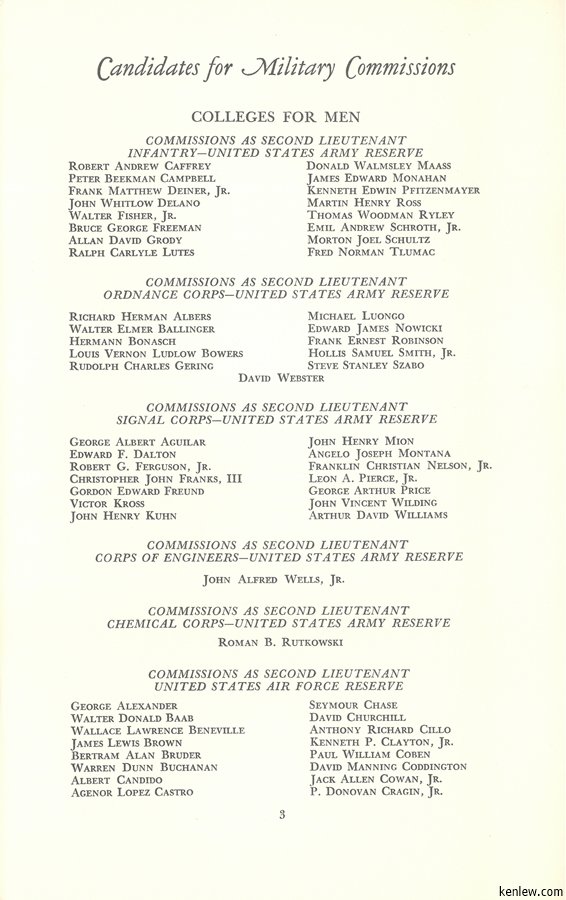 Candidates for Military Commissions
COLLEGES FOR MEN
COMMISSIONS AS SECOND LIEUTENANT
INFANTRY—UNITED STATES ARMY RESERVE
Robert Andrew Caffrey Donald Walmsley Maass
Peter Beekman Campbell James Edward Monahan
Frank Matthew Deiner, Jr. Kenneth Edwin Pfitzenmayer
John Whitlow Delano Martin Henry Ross
Walter Fisher, Jr. Thomas Woodman Ryley
Bruce George Freeman Emil Andrew Schroth, Jr.
Allan David Grody Morton Joel Schultz
Ralph Carlyle Lutes Fred Norman Tlumac
COMMISSIONS AS SECOND LIEUTENANT
ORDNANCE CORPS—UNITED STATES ARMY RESERVE
Richard Herman Albers Michael Luongo
Walter Elmer Ballinger Edward James Nowicki
Hermann Bonasch Frank Ernest Robinson
Louis Vernon Ludlow Bowers Hollis Samuel Smith, Jr.
Rudolph Charles Gering Steve Stanley Szabo
David Webster
COMMISSIONS AS SECOND LIEUTENANT
SIGNAL CORPS—UNITED STATES ARMY RESERVE
George Albert Aguilar John Henry Mion
Edward F. Dalton Angelo Joseph Montana
Robert G. Ferguson, Jr. Franklin Christian Nelson, Jr.
Christopher John Franks, III Leon A. Pierce, Jr.
Gordon Edward Freund George Arthur Price
Victor Kross John Vincent Wilding
John Henry Kuhn Arthur David Williams
COMMISSIONS AS SECOND LIEUTENANT
CORPS OF ENGINEERS—UNITED STATES ARMY RESERVE
John Alfred Wells, Jr.
COMMISSIONS AS SECOND LIEUTENANT
CHEMICAL CORPS—UNITED STATES ARMY RESERVE
Roman B. Rutkowski
COMMISSIONS AS SECOND LIEUTENANT
UNITED STATES AIR FORCE RESERVE
George Alexander Seymour Chase
Walter Donald Baab David Churchill
Wallace Lawrence Beneville Anthony Richard Cillo
James Lewis Brown Kenneth P. Clayton, Jr.
Bertram Alan Bruder Paul William Coben
Warren Dunn Buchanan David Manning Coddington
Albert Candido Jack Allen Cowan, Jr.
Agenor Lopez Castro P. Donovan Cragin, Jr.
3
kenlew.com